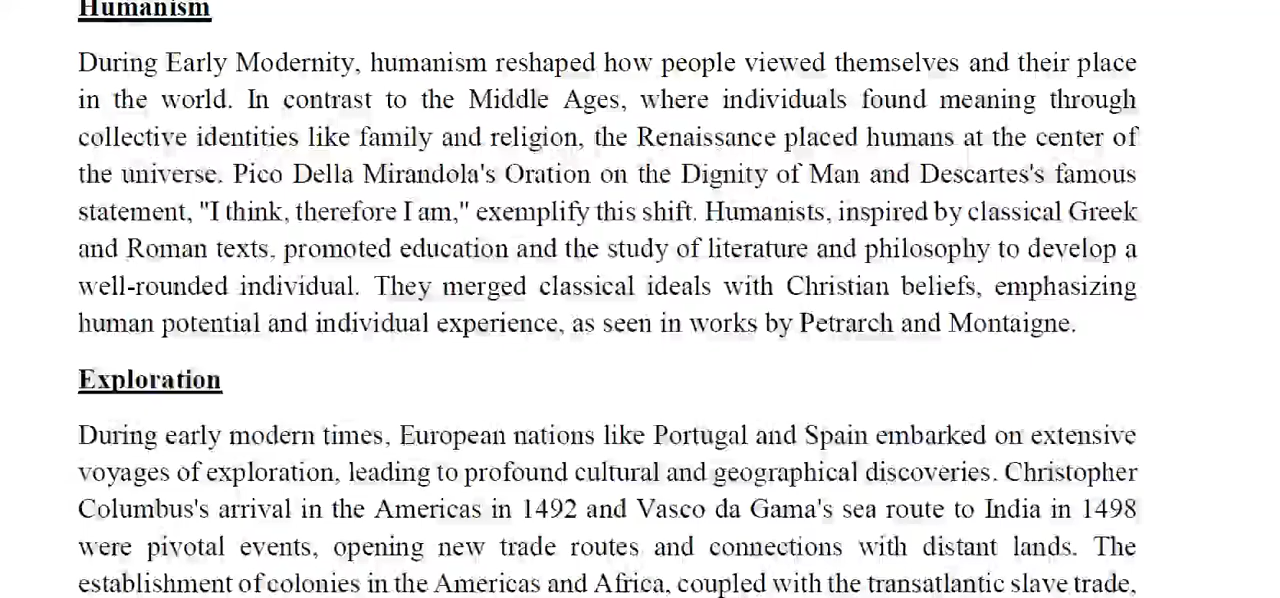 Humanism
During Early Modernity, humanism reshaped how people viewed themselves and their place
in the world. In contrast to the Middle Ages, where individuals found meaning through
collective identities like family and religion, the Renaissance placed humans at the center of
the universe. Pico Della Mirandola's Oration on the Dignity of Man and Descartes's famous
statement, "I think, therefore I am," exemplify this shift. Humanists, inspired by classical Greek
and Roman texts, promoted education and the study of literature and philosophy to develop a
well-rounded individual. They merged classical ideals with Christian beliefs, emphasizing
human potential and individual experience, as seen in works by Petrarch and Montaigne.
Exploration
During early modern times, European nations like Portugal and Spain embarked on extensive
voyages of exploration, leading to profound cultural and geographical discoveries. Christopher
Columbus's arrival in the Americas in 1492 and Vasco da Gama's sea route to India in 1498
were pivotal events, opening new trade routes and connections with distant lands. The
establishment of colonies in the Americas and Africa, coupled with the transatlantic slave trade,